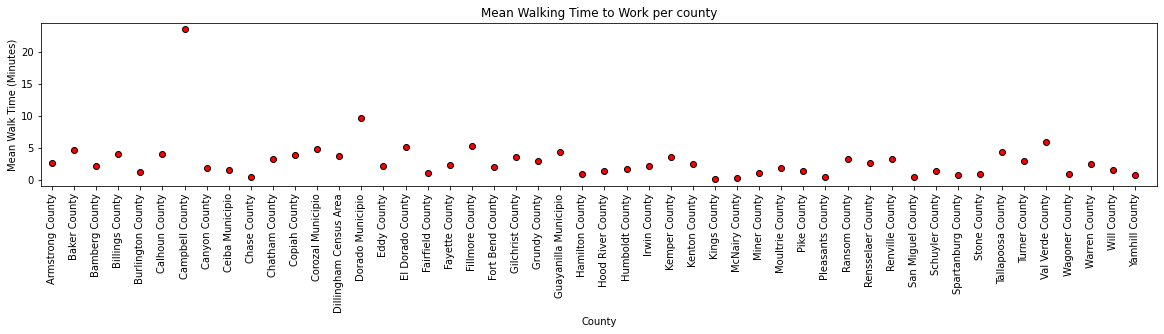 Mean Walking Time to Work per county
Mean Walk Time (Minutes)
20
15
10
5
0
Armstrong County
Baker County
Bamberg County
Billings County
Burlington County
Calhoun County
Campbell County
Canyon County
Ceiba Municipio
Chase County
Chatham County
Copiah County
Corozal Municipio
Dillingham Census Area
Dorado Municipio
Eddy County
El Dorado County
Fairfield County
Fayette County
Fillmore County
Fort Bend County
Gilchrist County
Grundy County
Guayanilla Municipio
Hamilton County
Hood River County
Humboldt County
Irwin County
Kemper County
Kenton County
Kings County
McNairy County
Miner County
Moultrie County
Pike County
Pleasants County
Ransom County
Rensselaer County
Renville County
San Miguel County
Schuyler County
Spartanburg County
Stone County
Tallapoosa County
Turner County
Val Verde County
Wagoner County
Warren County
Will County
Yamhill County
County